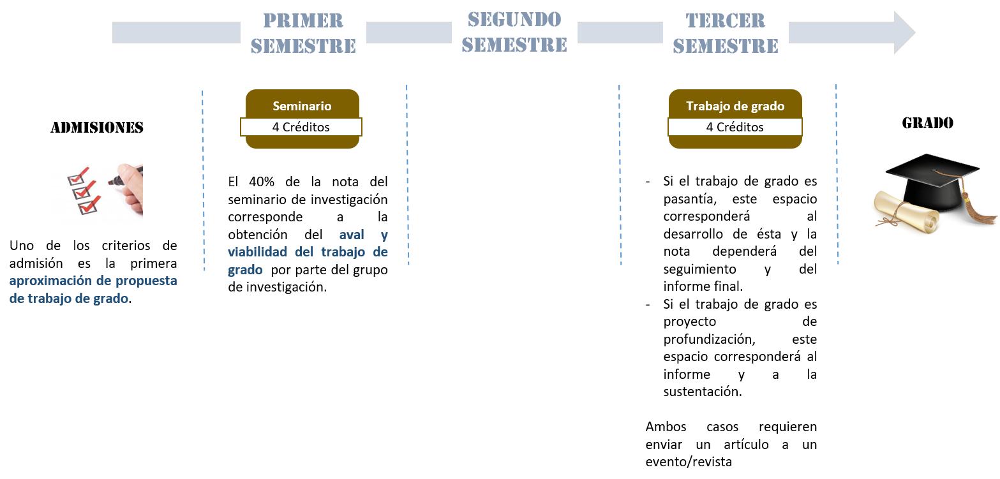 PRIMER
SEMESTRE
SEGUNDO
SEMESTRE
TERCER
SEMESTRE
ADMISIONES
Uno de los criterios de
admisión es la primera
aproximación de propuesta
de trabajo de grado.
Seminario
4 Créditos
El 40% de la nota del
seminario de investigación
corresponde a la
obtención del aval y
viabilidad del trabajo de
grado por parte del grupo
de investigación.
Trabajo de grado
4 Créditos
- Si el trabajo de grado es
pasantía, este espacio
corresponderá al
desarrollo de ésta y la
nota dependerá del
seguimiento y del
informe final.
- Si el trabajo de grado es
proyecto de
profundización, este
espacio corresponderá al
informe y a la
sustentación.
Ambos casos requieren
enviar un artículo a un
evento/revista
GRADO